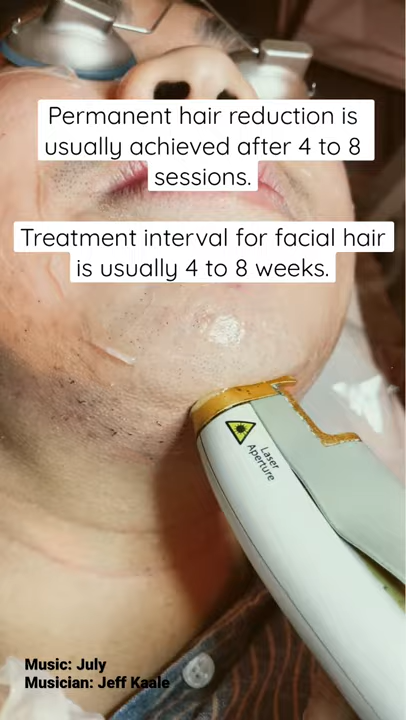 Permanent hair reduction is
usually achieved after 4 to 8
sessions.
Treatment interval for facial hair
is usually 4 to 8 weeks.
Laser
Aperture
Music: July
Musician: Jeff Kaale